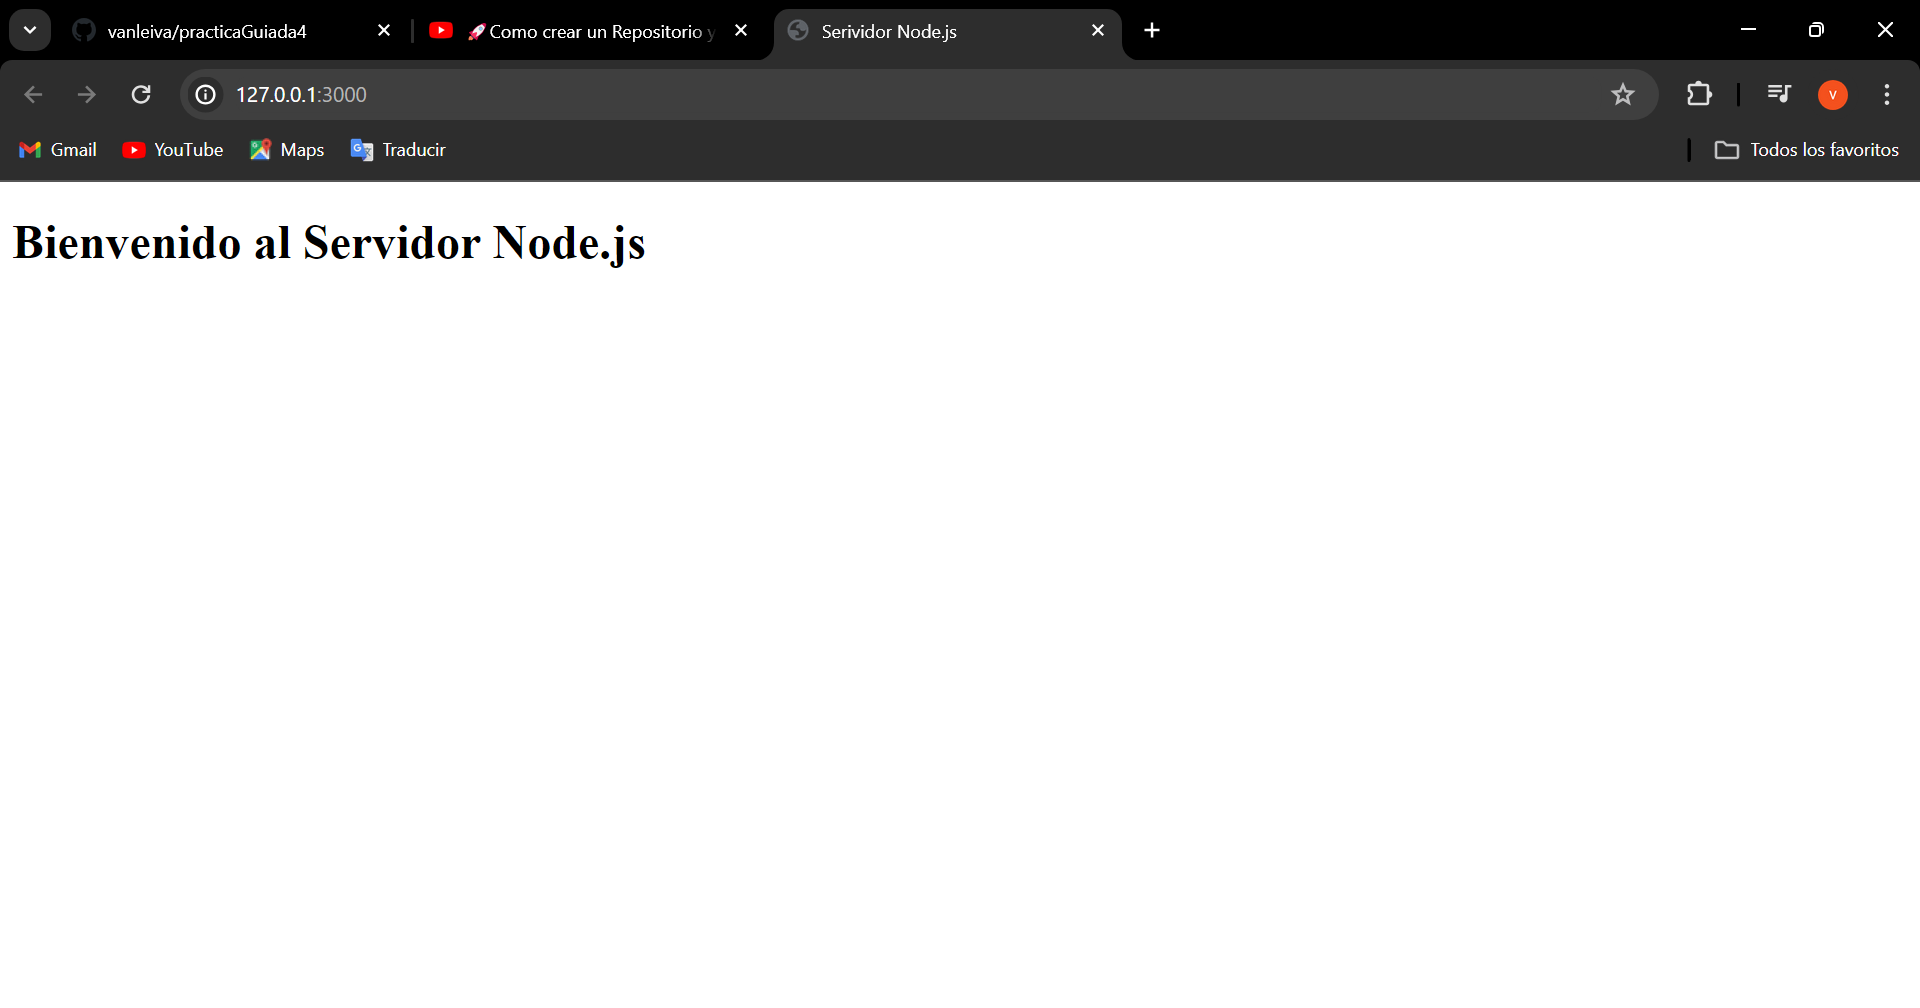 vanleiva/practicaGuiada4
🚀Como crear un Repositorio y
Serividor Node.js
127.0.0.1:3000
V
Gmail
YouTube
Maps
Traducir
Todos los favoritos
Bienvenido al Servidor Node.js